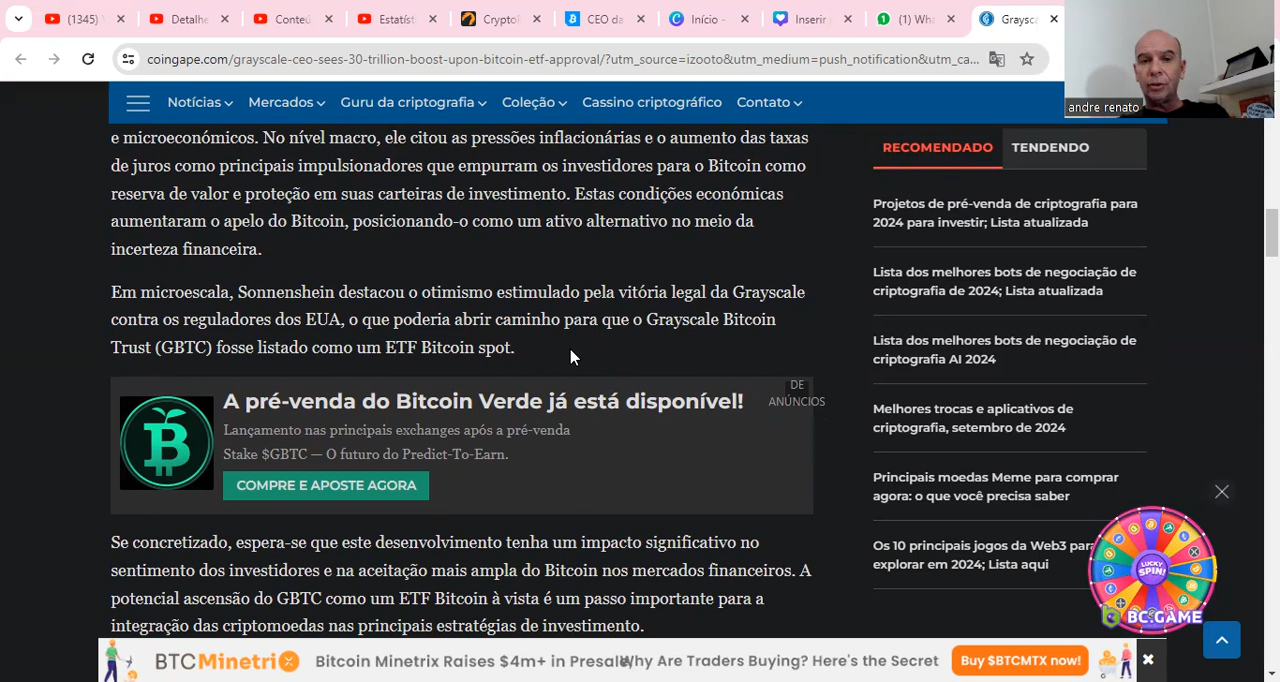 (1345)
Detalhe
Conteú
Estatíst
Crypto
CEO da
Início -
Inserir
(1) Wha
Graysca
coingape.com/grayscale-ceo-sees-30-trillion-boost-upon-bitcoin-etf-approval/?utm_source=izooto&utm_medium=push_notification&utm_ca...
andre renato
Notícias
Mercados
Guru da criptografia
Coleção
Cassino criptográfico
Contato
e microeconómicos. No nível macro, ele citou as pressões inflacionárias e o aumento das taxas
de juros como principais impulsionadores que empurram os investidores para o Bitcoin como
reserva de valor e proteção em suas carteiras de investimento. Estas condições económicas
aumentaram o apelo do Bitcoin, posicionando-o como um ativo alternativo no meio da
incerteza financeira.
Em microescala, Sonnenshein destacou o otimismo estimulado pela vitória legal da Grayscale
contra os reguladores dos EUA, o que poderia abrir caminho para que o Grayscale Bitcoin
Trust (GBTC) fosse listado como um ETF Bitcoin spot.
DE
ANÚNCIOS
A pré-venda do Bitcoin Verde já está disponível!
Lançamento nas principais exchanges após a pré-venda
Stake $GBTC — O futuro do Predict-To-Earn.
COMPRE E APOSTE AGORA
Se concretizado, espera-se que este desenvolvimento tenha um impacto significativo no
sentimento dos investidores e na aceitação mais ampla do Bitcoin nos mercados financeiros. A
potencial ascensão do GBTC como um ETF Bitcoin à vista é um passo importante para a
integração das criptomoedas nas principais estratégias de investimento.
RECOMENDADO
TENDENDO
Projetos de pré-venda de criptografia para
2024 para investir; Lista atualizada
Lista dos melhores bots de negociação de
criptografia de 2024; Lista atualizada
Lista dos melhores bots de negociação de
criptografia AI 2024
Melhores trocas e aplicativos de
criptografia, setembro de 2024
Principais moedas Meme para comprar
agora: o que você precisa saber
Os 10 principais jogos da Web3 para
explorar em 2024; Lista aqui
LUCKY
SPIN!
BC.GAME
BTCMinetrix
Bitcoin Minetrix Raises $4m+ in Presale
Why Are Traders Buying? Here's the Secret
Buy $BTCMTX now!